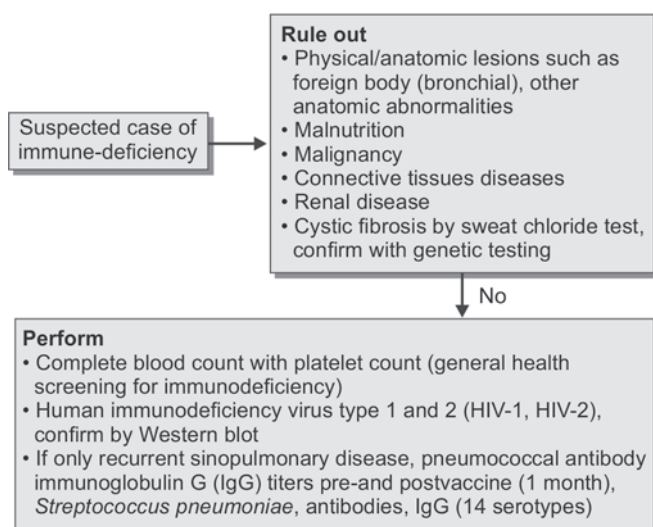 Suspected case of
immune-deficiency
Rule out
• Physical/anatomic lesions such as
foreign body (bronchial), other
anatomic abnormalities
• Malnutrition
• Malignancy
• Connective tissues diseases
• Renal disease
• Cystic fibrosis by sweat chloride test,
confirm with genetic testing
No
Perform
• Complete blood count with platelet count (general health
screening for immunodeficiency)
• Human immunodeficiency virus type 1 and 2 (HIV-1, HIV-2),
confirm by Western blot
• If only recurrent sinopulmonary disease, pneumococcal antibody
immunoglobulin G (IgG) titers pre-and postvaccine (1 month),
Streptococcus pneumoniae, antibodies, IgG (14 serotypes)